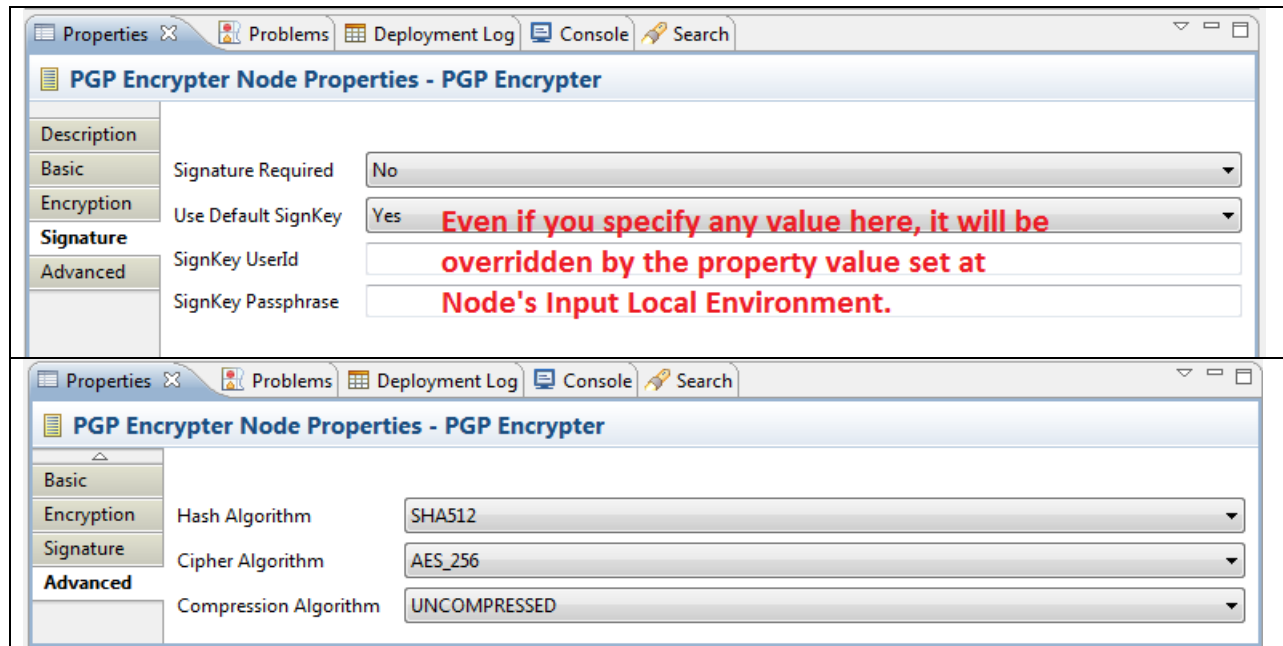 Properties Problems Deployment Log Console Search
PGP Encrypter Node Properties - PGP Encrypter
Description
Basic
Encryption
Signature
Advanced
Signature Required No
Use Default SignKey Yes
SignKey UserId
SignKey Passphrase
Even if you specify any value here, it will be
overridden by the property value set at
Node's Input Local Environment.
Properties Problems Deployment Log Console Search
PGP Encrypter Node Properties - PGP Encrypter
Basic
Encryption
Signature
Advanced
Hash Algorithm SHA512
Cipher Algorithm AES_256
Compression Algorithm UNCOMPRESSED